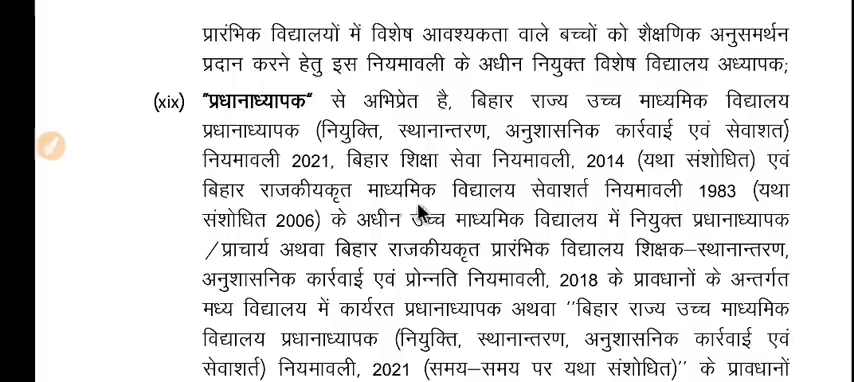 प्रारंभिक विद्यालयों में विशेष आवश्यकता वाले बच्चों को शैक्षणिक अनुसमर्थन
प्रदान करने हेतु इस नियमावली के अधीन नियुक्त विशेष विद्यालय अध्यापक;
(xix) "प्रधानाध्यापक" से अभिप्रेत है, बिहार राज्य उच्च माध्यमिक विद्यालय
प्रधानाध्यापक (नियुक्ति, स्थानान्तरण, अनुशासनिक कार्रवाई एवं सेवाशर्त)
नियमावली 2021, बिहार शिक्षा सेवा नियमावली, 2014 (यथा संशोधित) एवं
बिहार राजकीयकृत माध्यमिक विद्यालय सेवाशर्त नियमावली 1983 (यथा
संशोधित 2006) के अधीन उच्च माध्यमिक विद्यालय में नियुक्त प्रधानाध्यापक
/प्राचार्य अथवा बिहार राजकीयकृत प्रारंभिक विद्यालय शिक्षक–स्थानान्तरण,
अनुशासनिक कार्रवाई एवं प्रोन्नति नियमावली, 2018 के प्रावधानों के अन्तर्गत
मध्य विद्यालय में कार्यरत प्रधानाध्यापक अथवा ''बिहार राज्य उच्च माध्यमिक
विद्यालय प्रधानाध्यापक (नियुक्ति, स्थानान्तरण, अनुशासनिक कार्रवाई एवं
सेवाशर्त) नियमावली, 2021 (समय–समय पर यथा संशोधित)'' के प्रावधानों